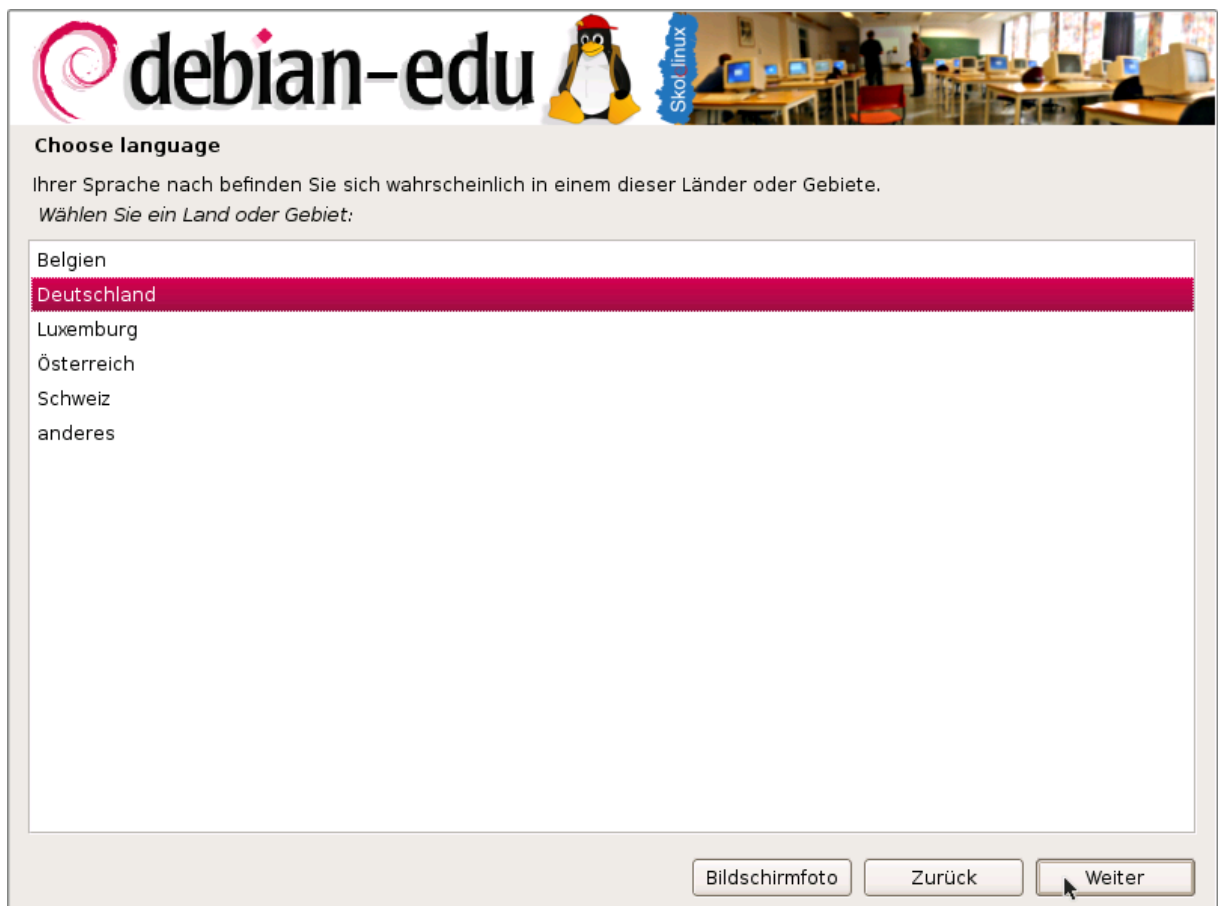 debian-edu
Skolelinux
Choose language
Ihrer Sprache nach befinden Sie sich wahrscheinlich in einem dieser Länder oder Gebiete.
Wählen Sie ein Land oder Gebiet:
Belgien
Deutschland
Luxemburg
Österreich
Schweiz
anderes
Bildschirmfoto
Zurück
Weiter